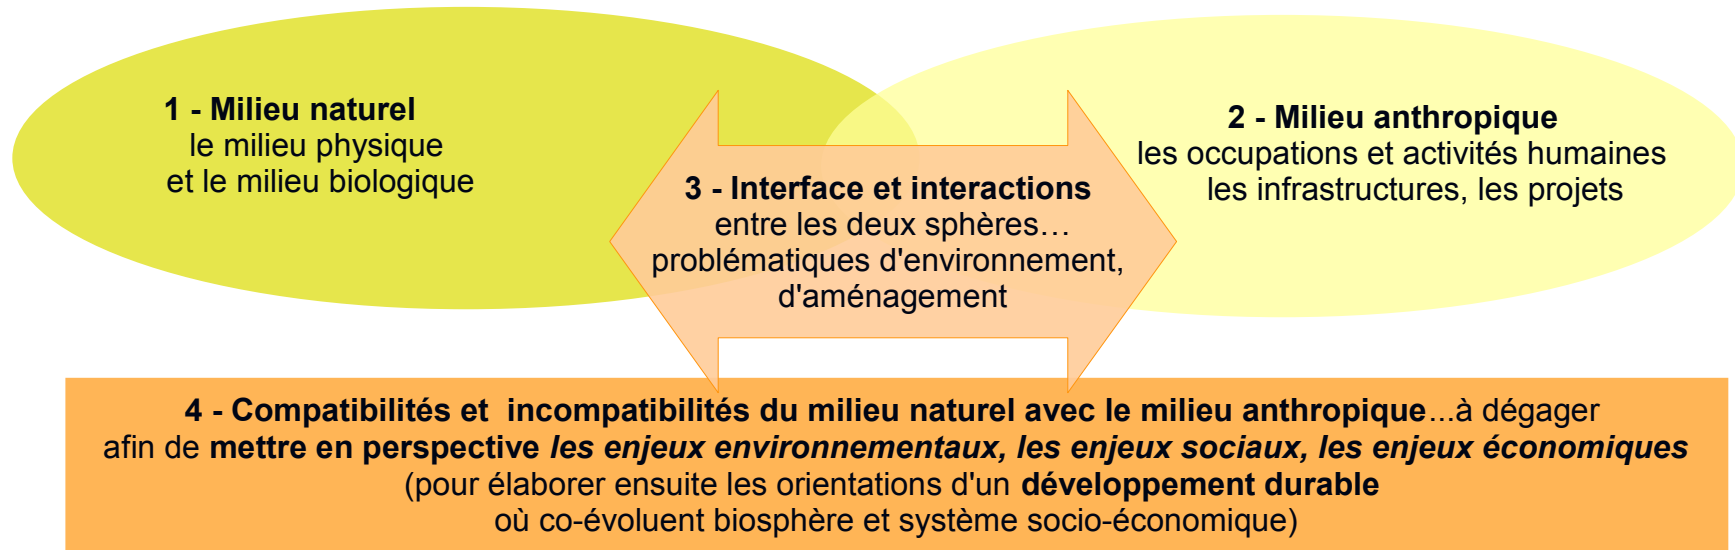 1 - Milieu naturel
le milieu physique
et le milieu biologique
2 - Milieu anthropique
les occupations et activités humaines
les infrastructures, les projets
3 - Interface et interactions
entre les deux sphères…
problématiques d'environnement,
d'aménagement
4 - Compatibilités et  incompatibilités du milieu naturel avec le milieu anthropique...à dégager
afin de mettre en perspective les enjeux environnementaux, les enjeux sociaux, les enjeux économiques
(pour élaborer ensuite les orientations d'un développement durable
où co-évoluent biosphère et système socio-économique)